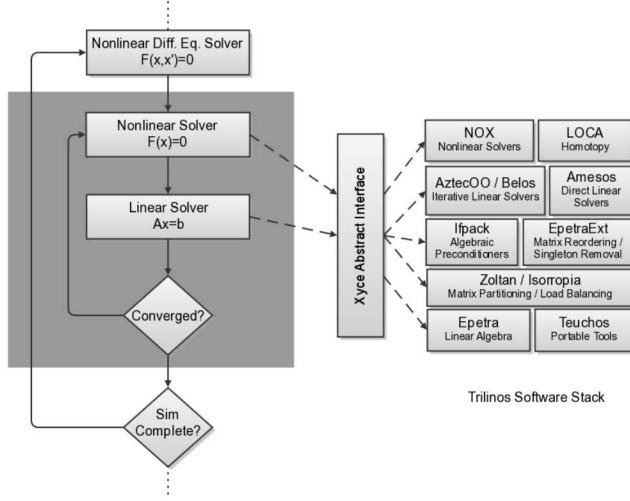 Nonlinear Diff. Eq. Solver
F(x,x')=0
Nonlinear Solver
F(x)=0
Linear Solver
Ax=b
Converged?
Sim
Complete?
Xyce Abstract Interface
NOX
Nonlinear Solvers
LOCA
Homotopy
AztecOO / Belos
Iterative Linear Solvers
Amesos
Direct Linear
Solvers
Ifpack
Algebraic
Preconditioners
EpetraExt
Matrix Reordering /
Singleton Removal
Zoltan / Isorropia
Matrix Partitioning / Load Balancing
Epetra
Linear Algebra
Teuchos
Portable Tools
Trilinos Software Stack